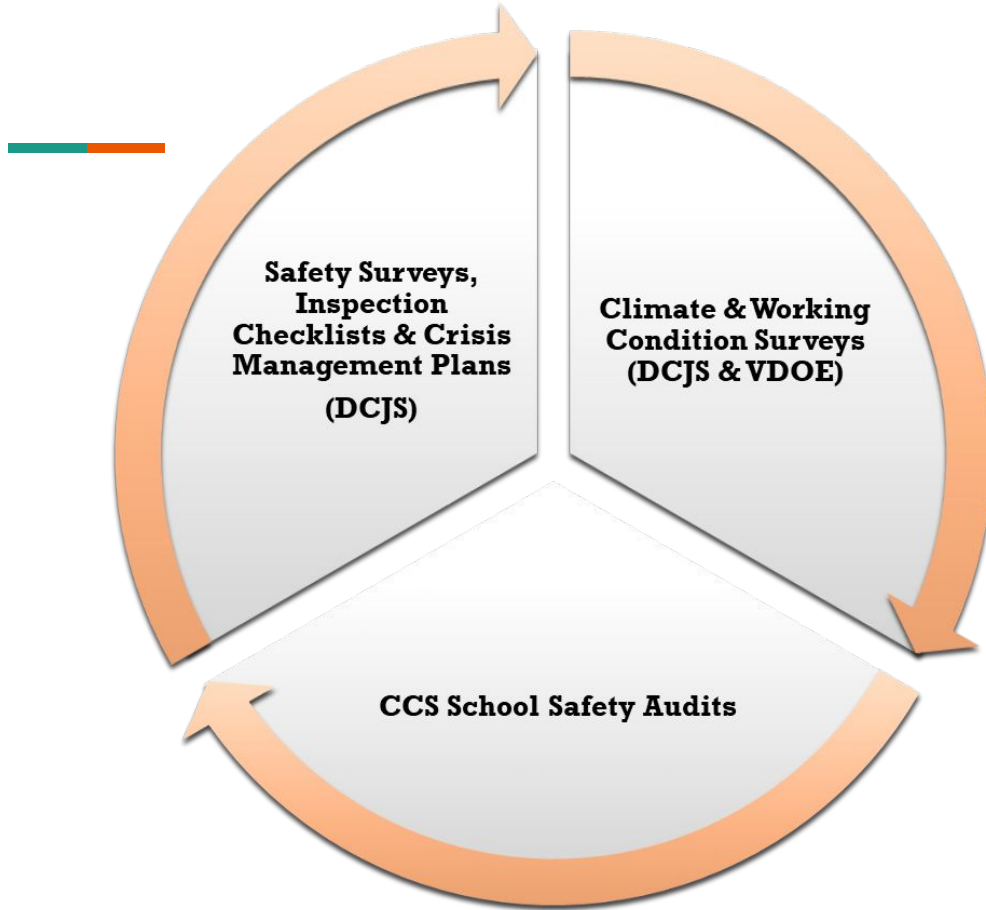 Safety Surveys,
Inspection
Checklists & Crisis
Management Plans
(DCJS)
Climate & Working
Condition Surveys
(DCJS & VDOE)
CCS School Safety Audits